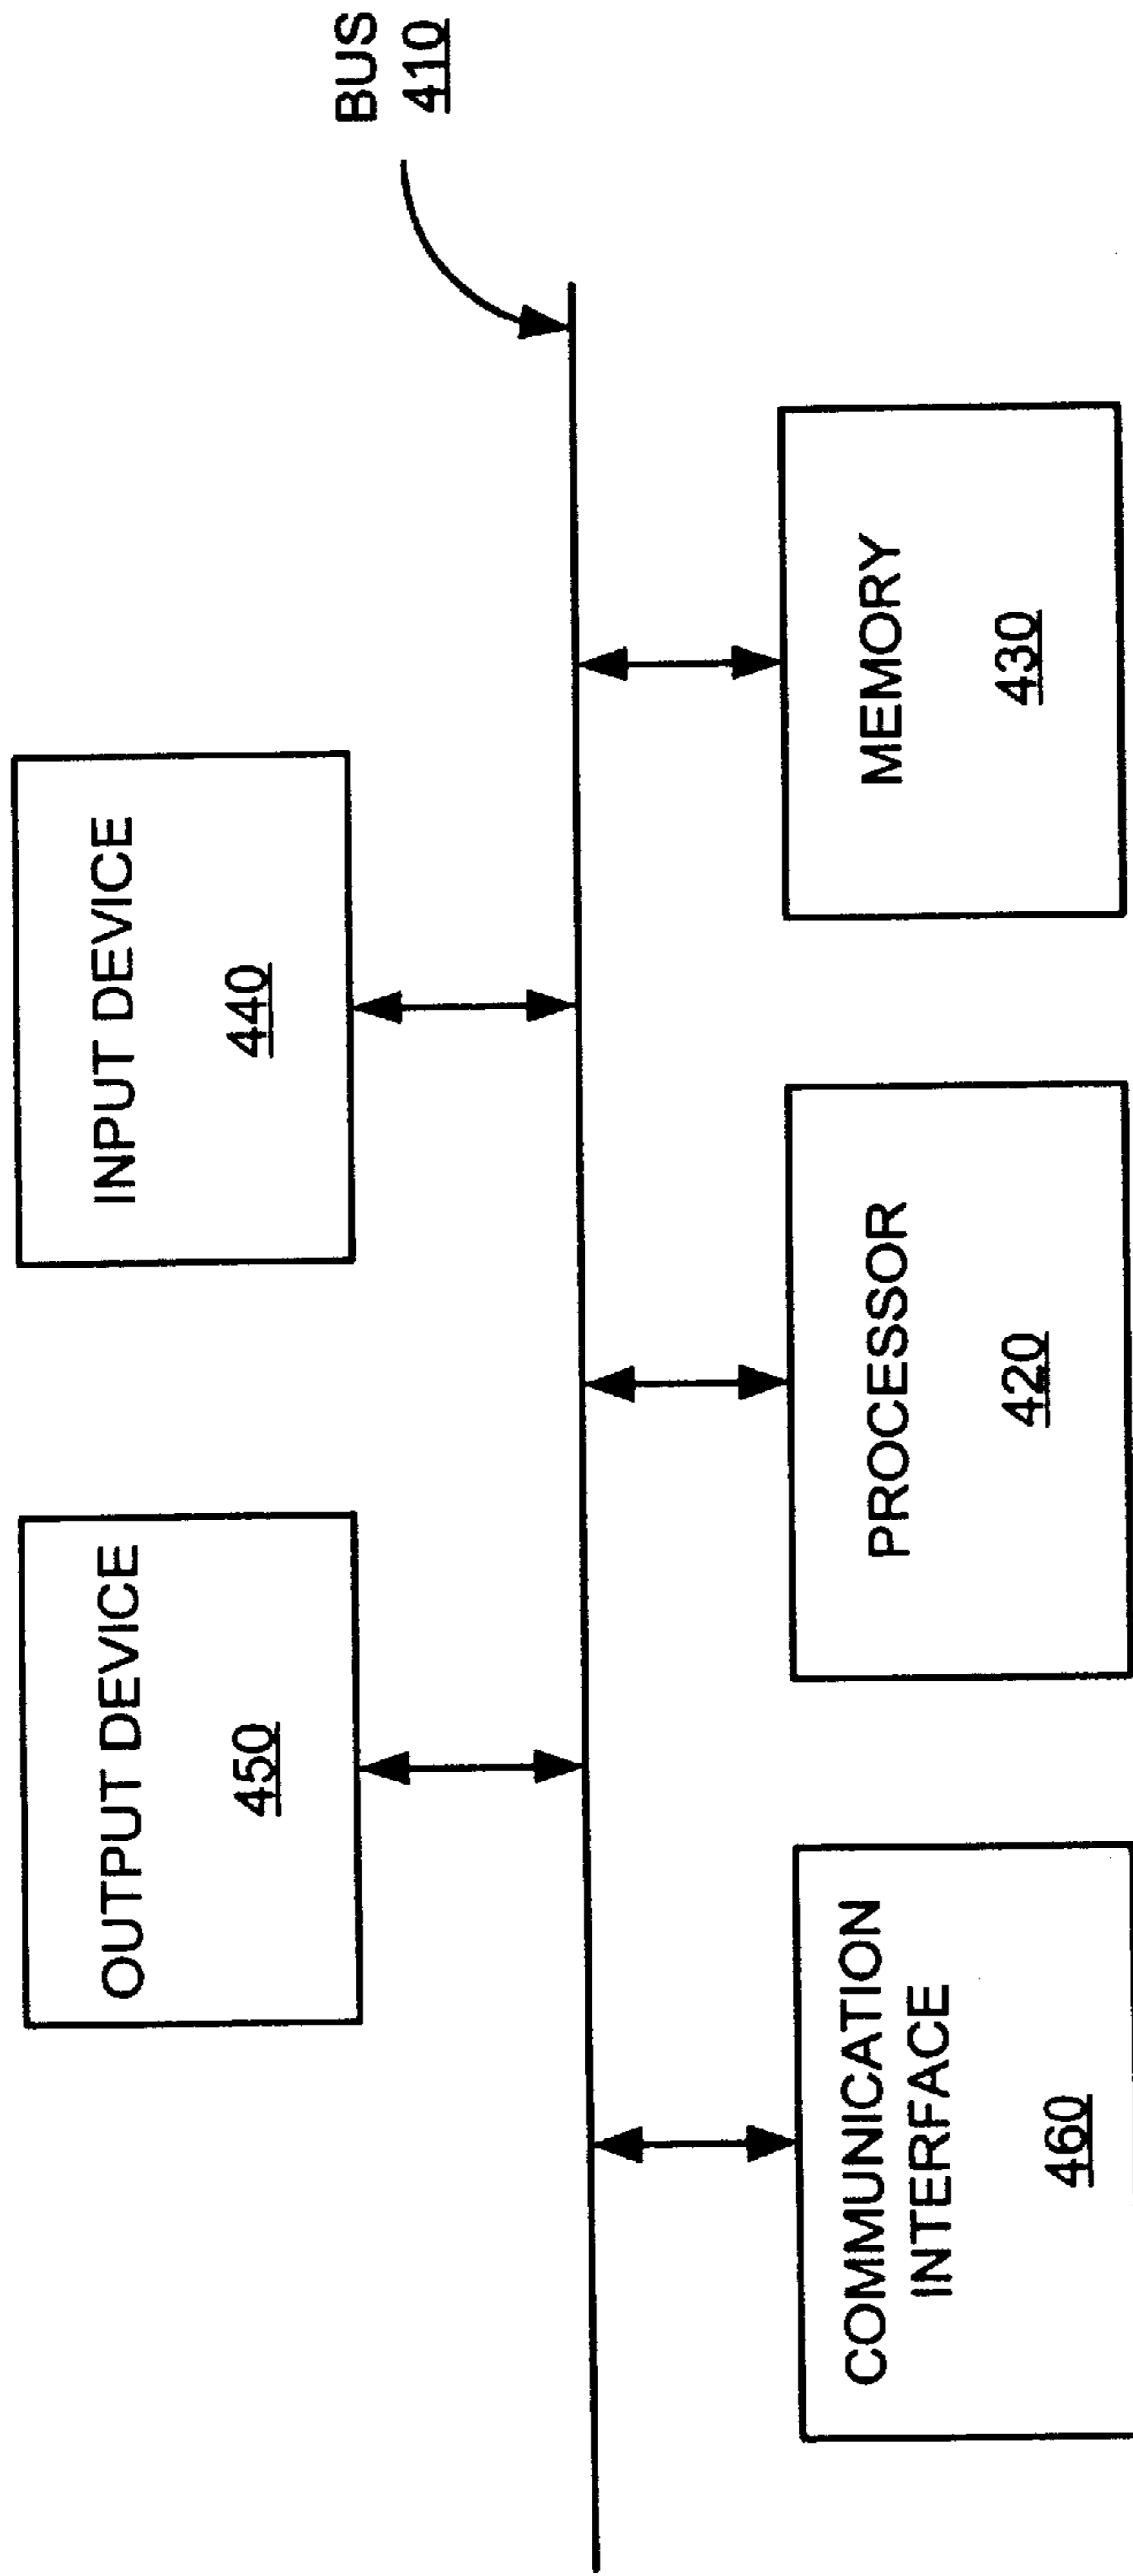 OUTPUT DEVICE
450
INPUT DEVICE
440
BUS
410
COMMUNICATION
INTERFACE
460
PROCESSOR
420
MEMORY
430